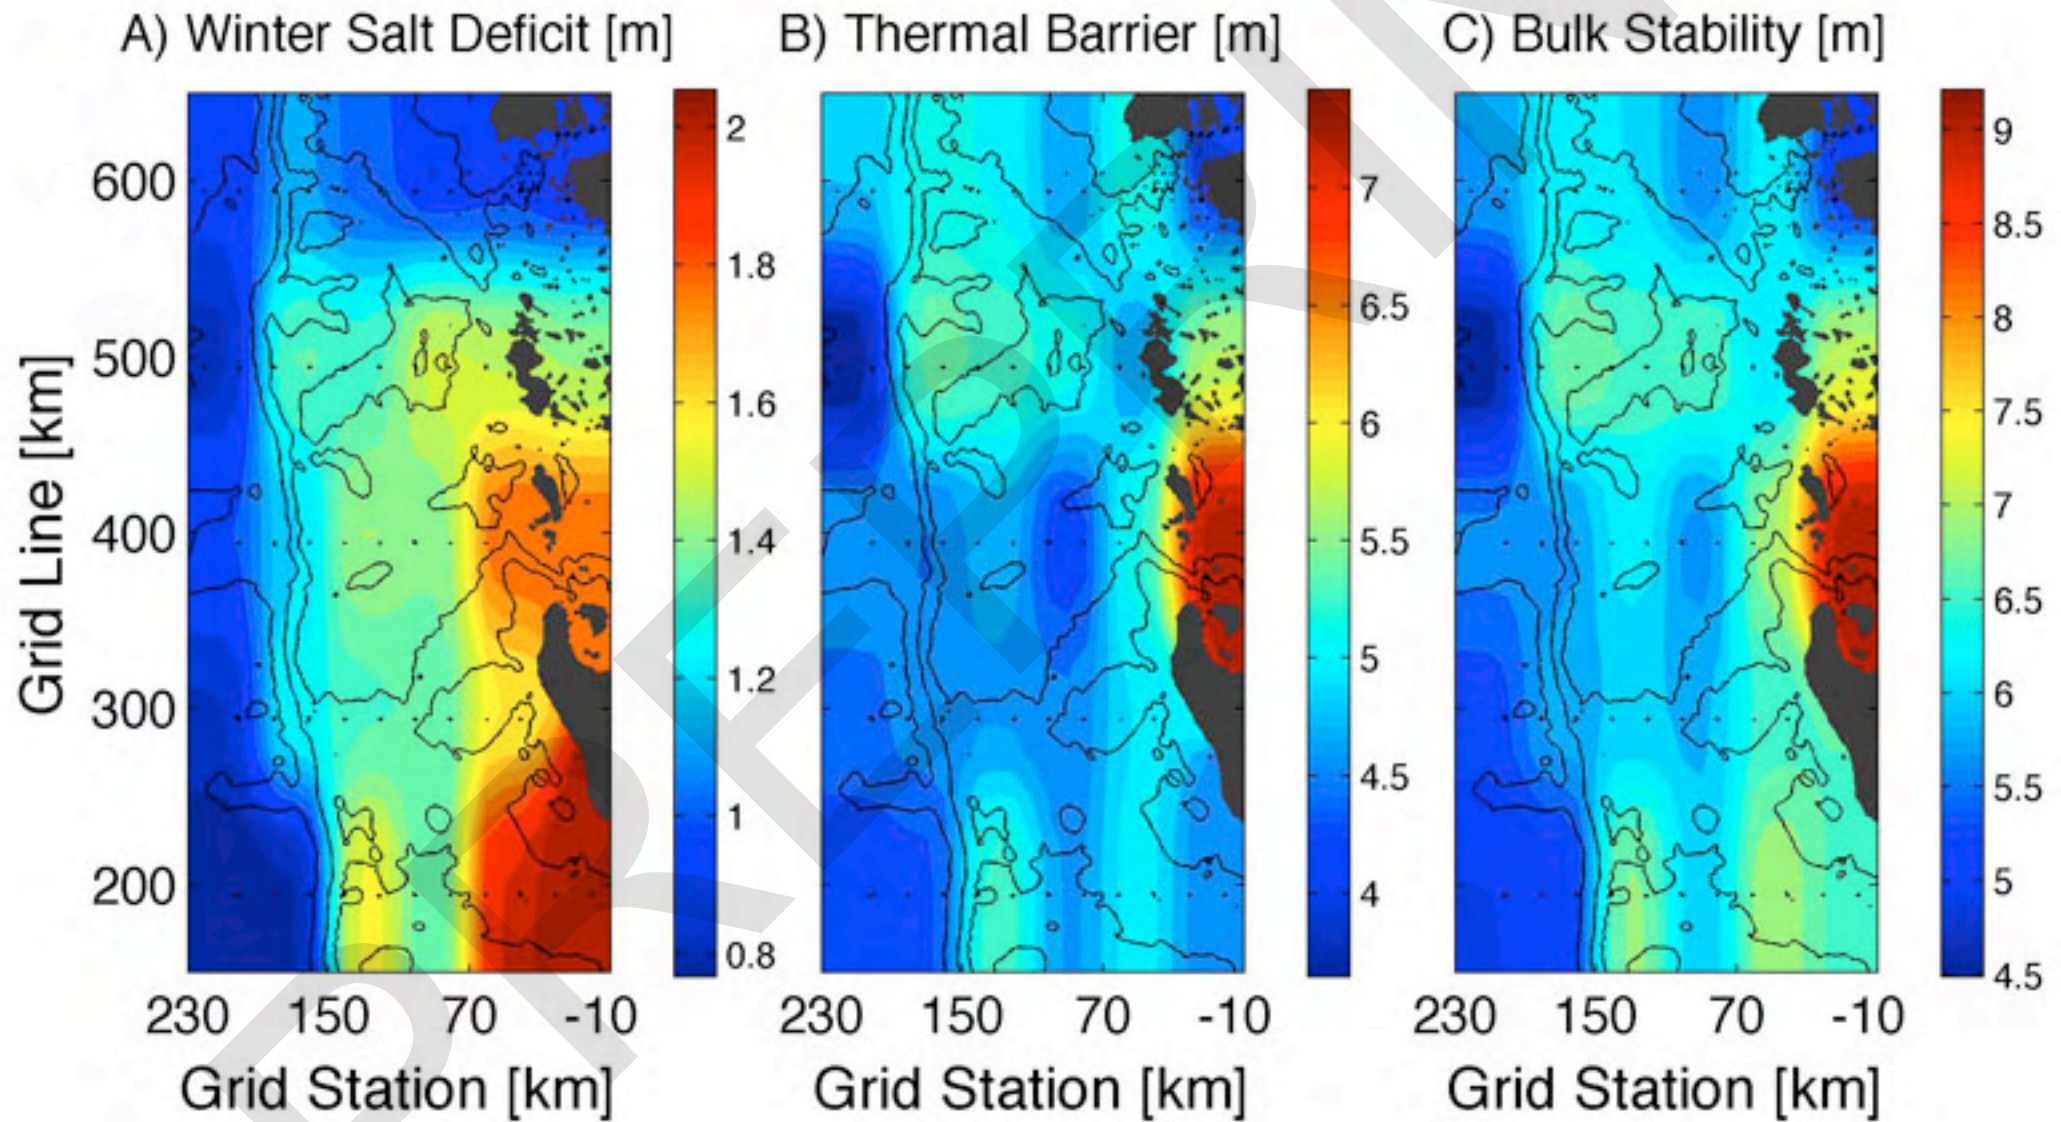 A) Winter Salt Deficit [m]
B) Thermal Barrier [m]
C) Bulk Stability [m]
Grid Line [km]
600
500
400
300
200
2
1.8
1.6
1.4
1.2
1
0.8
7
6.5
6
5.5
5
4.5
4
9
8.5
8
7.5
7
6.5
6
5.5
5
4.5
230 150 70 -10
230 150 70 -10
230 150 70 -10
Grid Station [km]
Grid Station [km]
Grid Station [km]